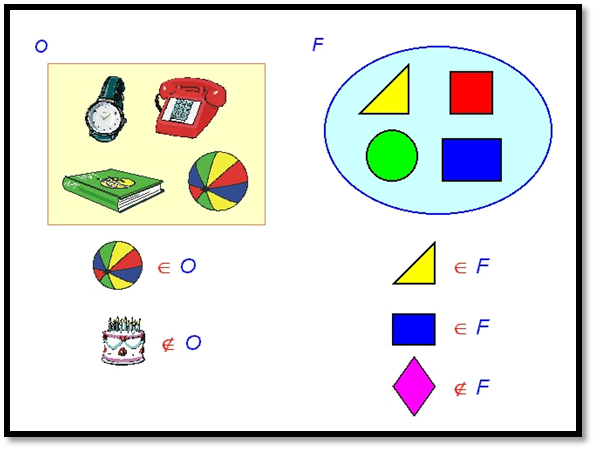 O
F
∈ O
∉ O
∈ F
∈ F
∉ F